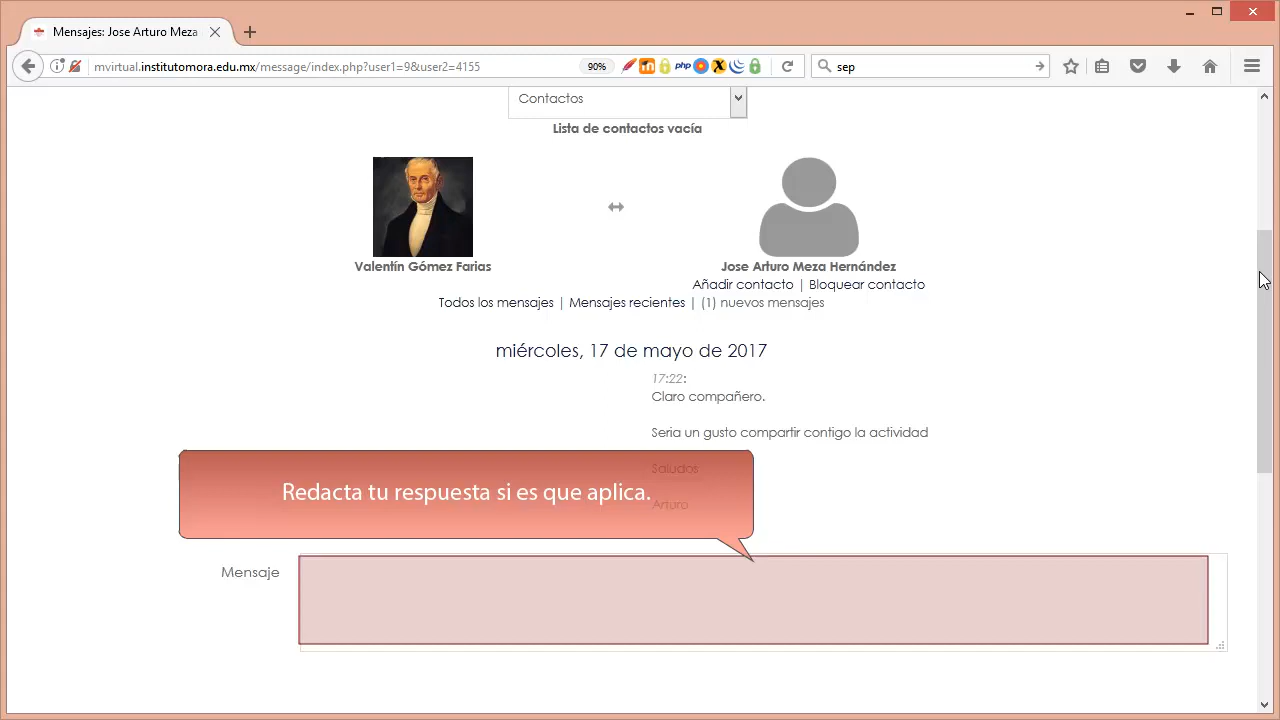 Mensajes: Jose Arturo Meza
mvirtual.institutomora.edu.mx/message/index.php?user1=9&user2=4155
90%
php
sep
Contactos
Lista de contactos vacía
Valentín Gómez Farias
Jose Arturo Meza Hernández
Añadir contacto | Bloquear contacto
Todos los mensajes | Mensajes recientes | (1) nuevos mensajes
miércoles, 17 de mayo de 2017
17:22:
Claro compañero.
Seria un gusto compartir contigo la actividad
Saludos
Redacta tu respuesta si es que aplica.
Arturo
Mensaje